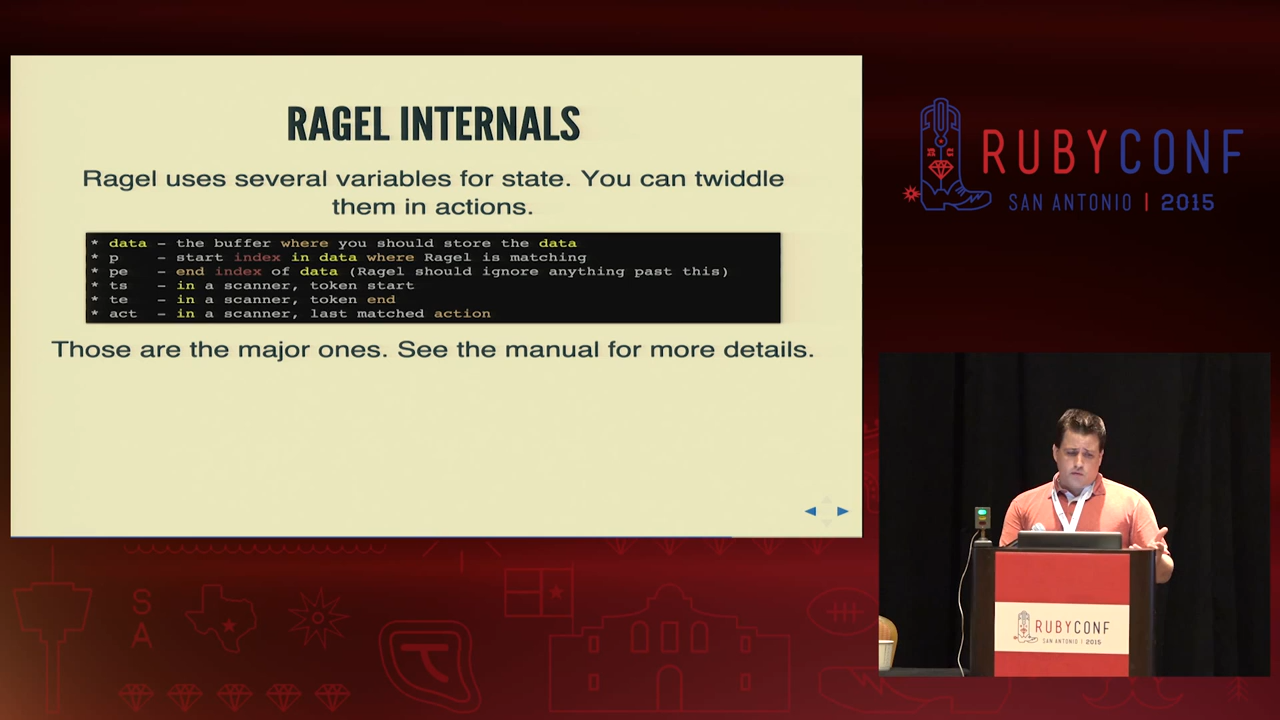 RAGEL INTERNALS
Ragel uses several variables for state. You can twiddle
them in actions.
* data – the buffer where you should store the data
* p – start index in data where Ragel is matching
* pe – end index of data (Ragel should ignore anything past this)
* ts – in a scanner, token start
* te – in a scanner, token end
* act – in a scanner, last matched action
Those are the major ones. See the manual for more details.
RUBYCONF
SAN ANTONIO | 2015
RUBYCONF
SAN ANTONIO | 2015
S
A